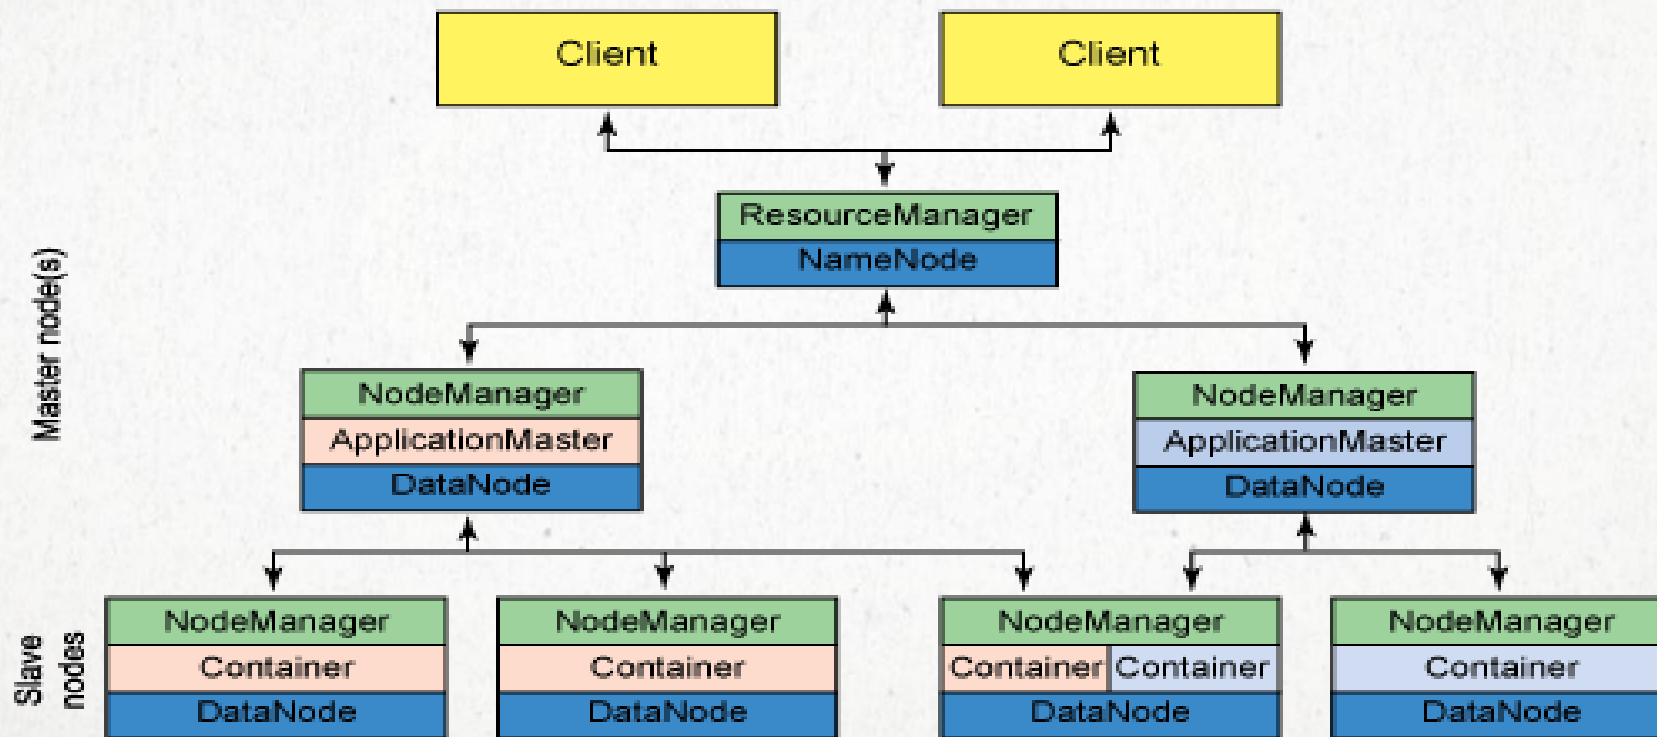 Client
Client
ResourceManager
NameNode
Master node(s)
NodeManager
ApplicationMaster
DataNode
NodeManager
ApplicationMaster
DataNode
Slave
nodes
NodeManager
Container
DataNode
NodeManager
Container
DataNode
NodeManager
Container Container
DataNode
NodeManager
Container
DataNode